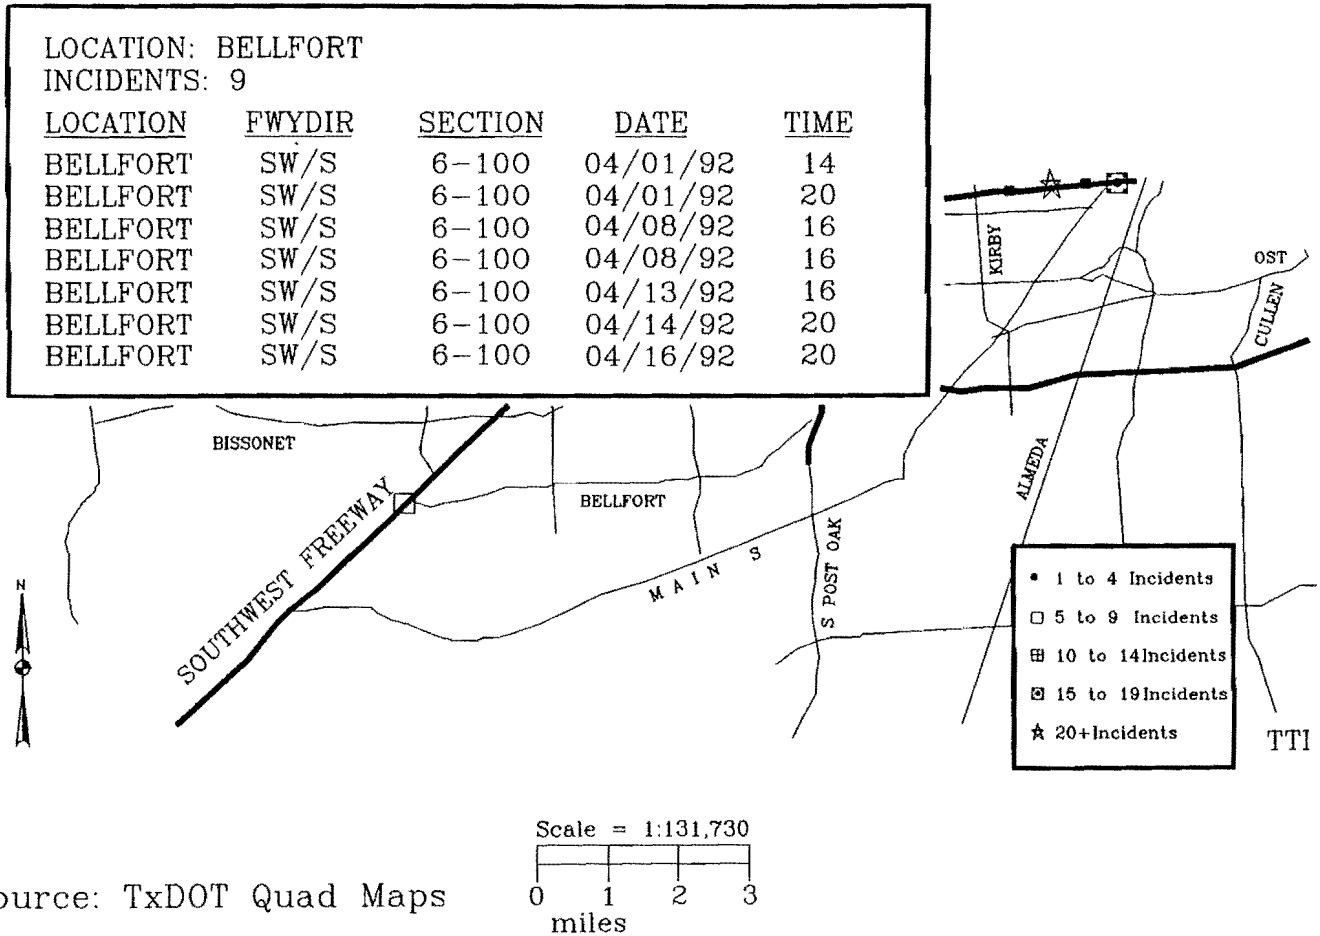 LOCATION: BELLFORT
INCIDENTS: 9
LOCATION FWYDIR SECTION DATE TIME
BELLFORT SW/S 6-100 04/01/92 14
BELLFORT SW/S 6-100 04/01/92 20
BELLFORT SW/S 6-100 04/08/92 16
BELLFORT SW/S 6-100 04/08/92 16
BELLFORT SW/S 6-100 04/13/92 16
BELLFORT SW/S 6-100 04/14/92 20
BELLFORT SW/S 6-100 04/16/92 20
KIRBY
OST
CULLEN
BISSONET
SOUTHWEST FREEWAY
BELLFORT
ALMEDA
MAIN S
S POST OAK
N
1 to 4 Incidents
5 to 9 Incidents
10 to 14Incidents
15 to 19Incidents
20+Incidents
TTI
Scale = 1:131,730
0 1 2 3
miles
ource: TxDOT Quad Maps